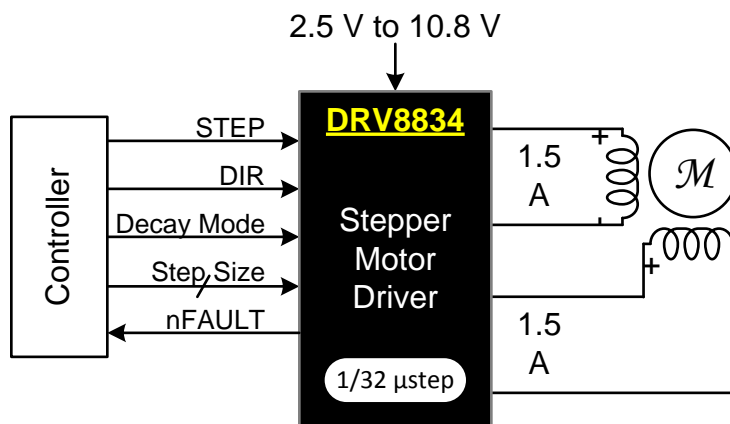 2.5 V to 10.8 V
Controller
STEP
DIR
Decay Mode
Step Size
nFAULT
DRV8834
Stepper
Motor
Driver
1/32 µstep
+
1.5
A
-
M
+
1.5
A